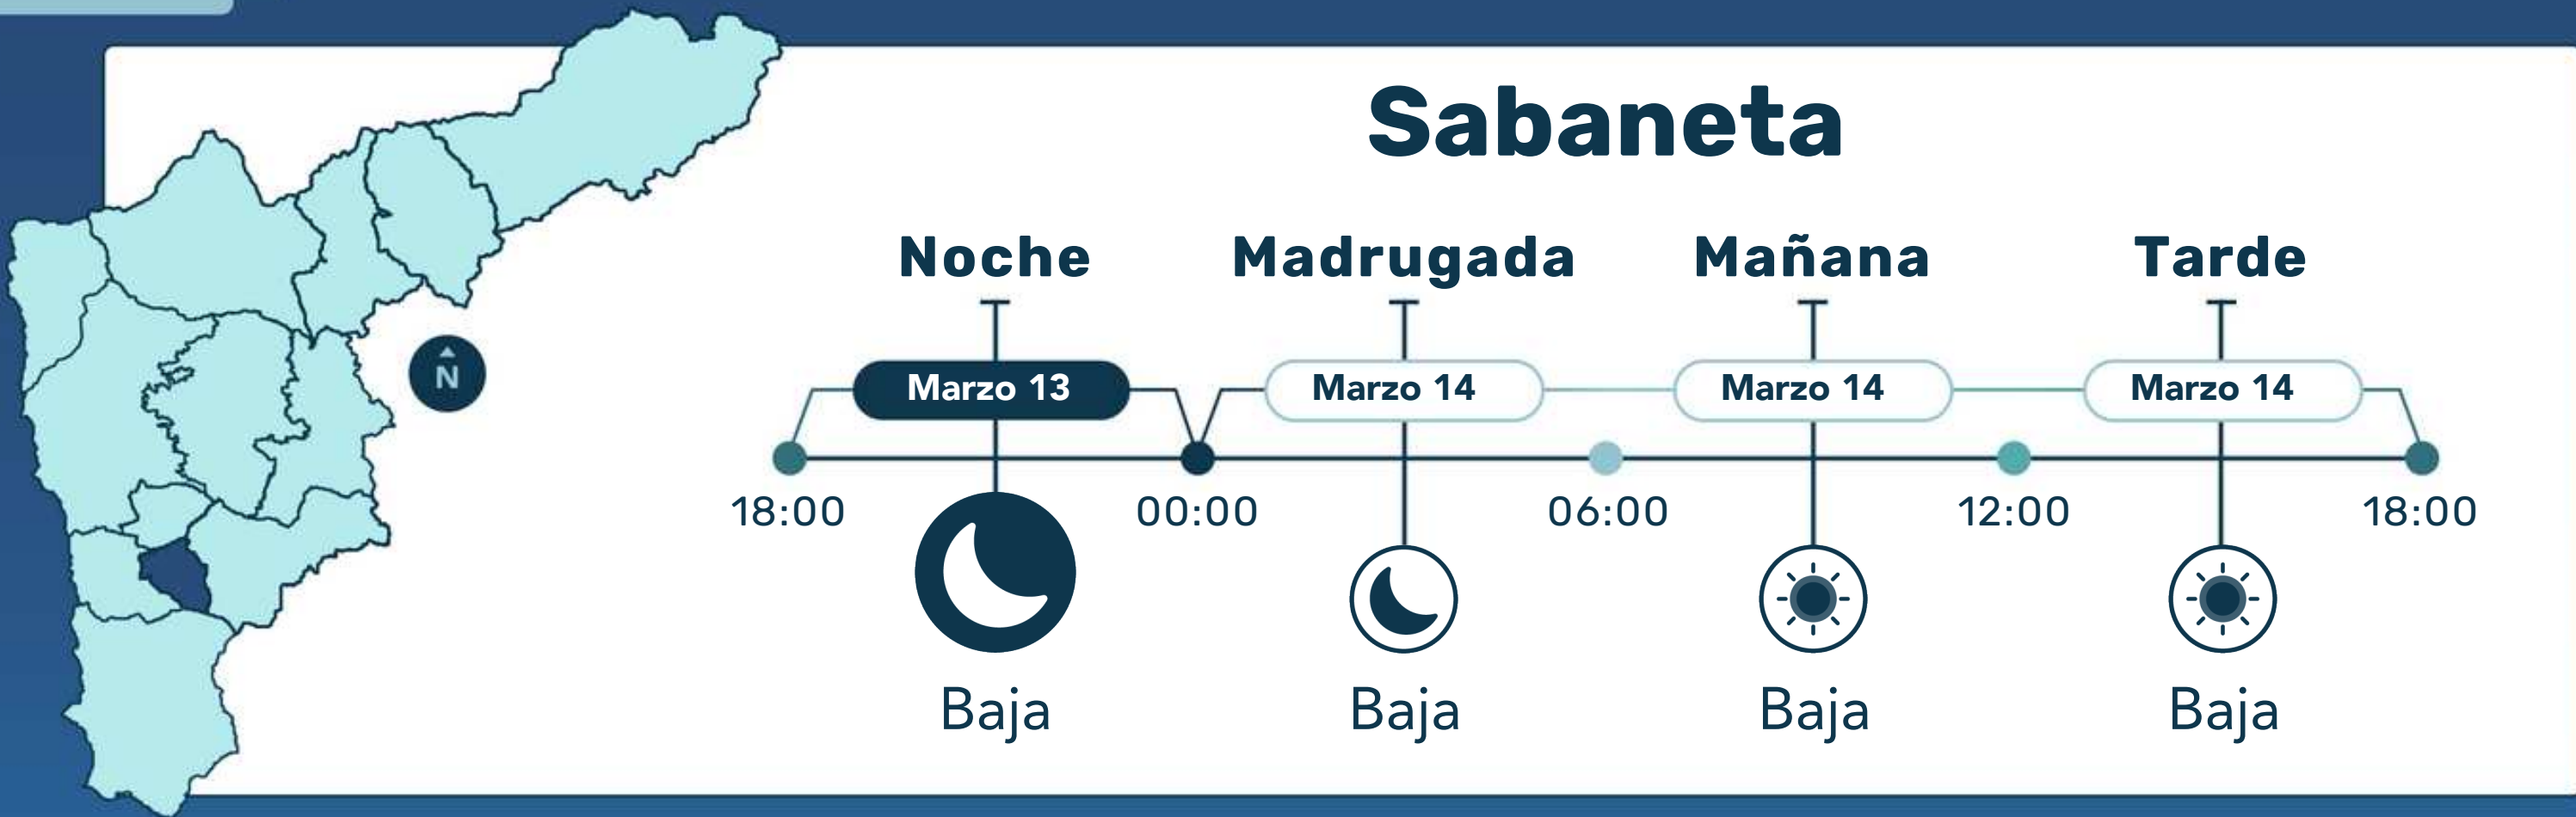 Sabaneta
Noche Madrugada Mañana Tarde
N
Marzo 13 Marzo 14 Marzo 14 Marzo 14
18:00 00:00 06:00 12:00 18:00
Baja Baja Baja Baja